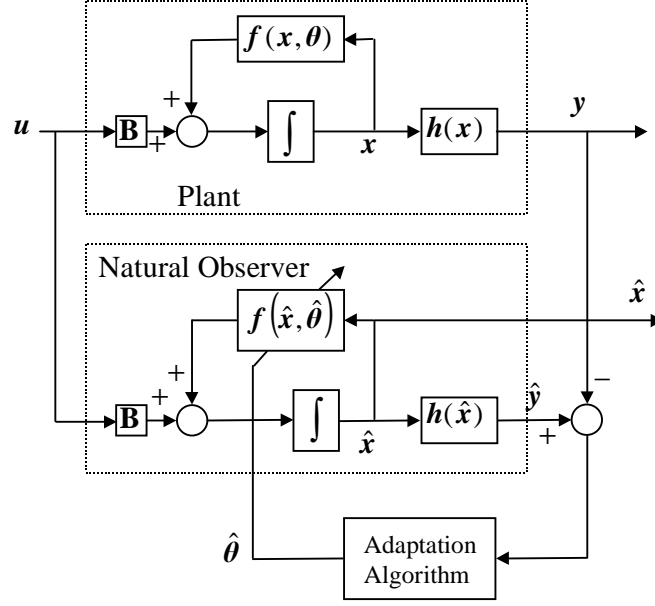 f(x, θ)
u
B
+
+
∫
x
h(x)
y
Plant
Natural Observer
f(x̂, θ̂)
x̂
B
+
+
∫
x̂
h(x̂)
ŷ
−
+
θ̂
Adaptation
Algorithm